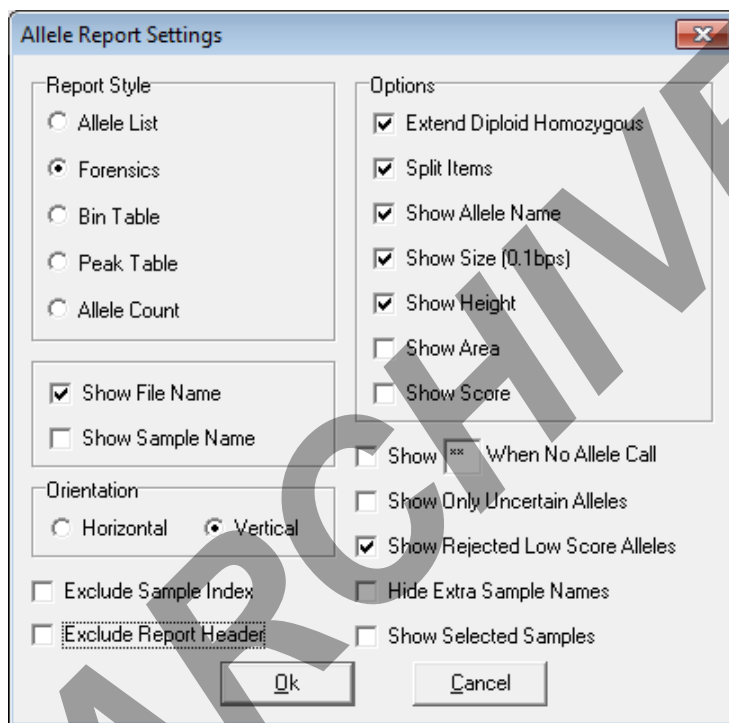 Allele Report Settings
Report Style
Allele List
Forensics
Bin Table
Peak Table
Allele Count
Show File Name
Show Sample Name
Orientation
Horizontal Vertical
Exclude Sample Index
Exclude Report Header
Options
Extend Diploid Homozygous
Split Items
Show Allele Name
Show Size (0.1bps)
Show Height
Show Area
Show Score
Show ** When No Allele Call
Show Only Uncertain Alleles
Show Rejected Low Score Alleles
Hide Extra Sample Names
Show Selected Samples
Ok Cancel
ARCHIVE